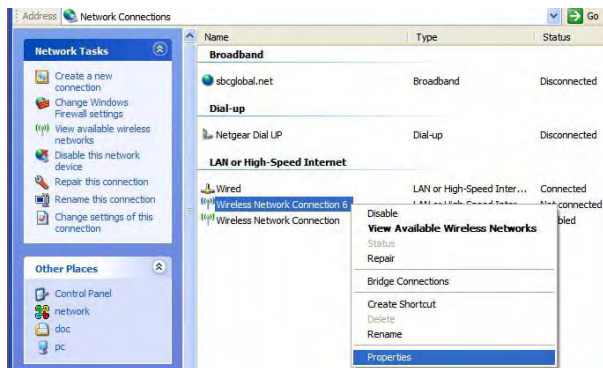 Address Network Connections Go
Network Tasks
Create a new
connection
Change Windows
Firewall settings
View available wireless
networks
Disable this network
device
Repair this connection
Rename this connection
Change settings of this
connection
Other Places
Control Panel
network
doc
pc
Name Type Status
Broadband
sbcglobal.net Broadband Disconnected
Dial-up
Netgear Dial UP Dial-up Disconnected
LAN or High-Speed Internet
Wired LAN or High-Speed Inter... Connected
Wireless Network Connection 6 connected
Wireless Network Connection
Disable
View Available Wireless Networks
Status
Repair
Bridge Connections
Create Shortcut
Delete
Rename
Properties